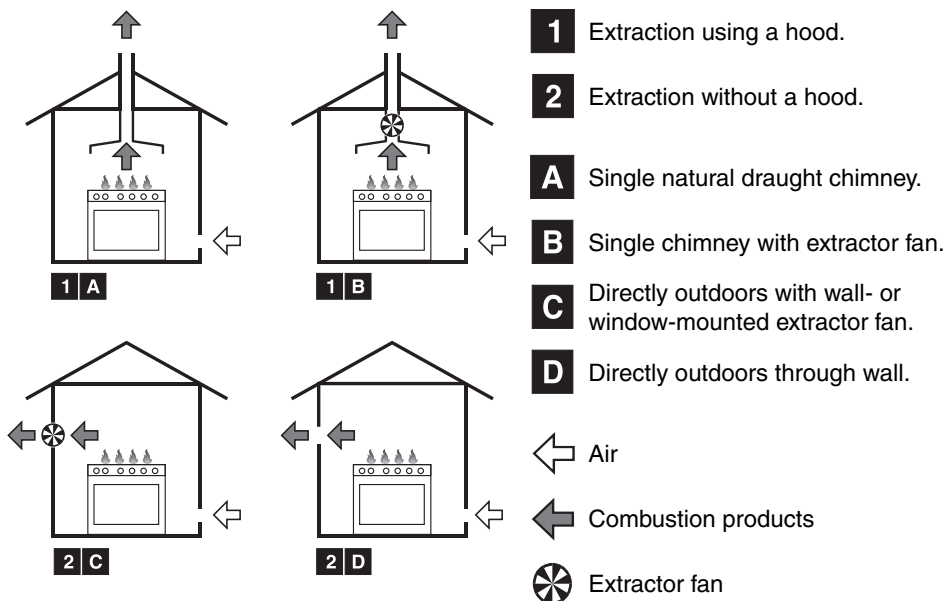 1 A
1 B
2 C
2 D
1 Extraction using a hood.
2 Extraction without a hood.
A Single natural draught chimney.
B Single chimney with extractor fan.
C Directly outdoors with wall- or
window-mounted extractor fan.
D Directly outdoors through wall.
Air
Combustion products
Extractor fan